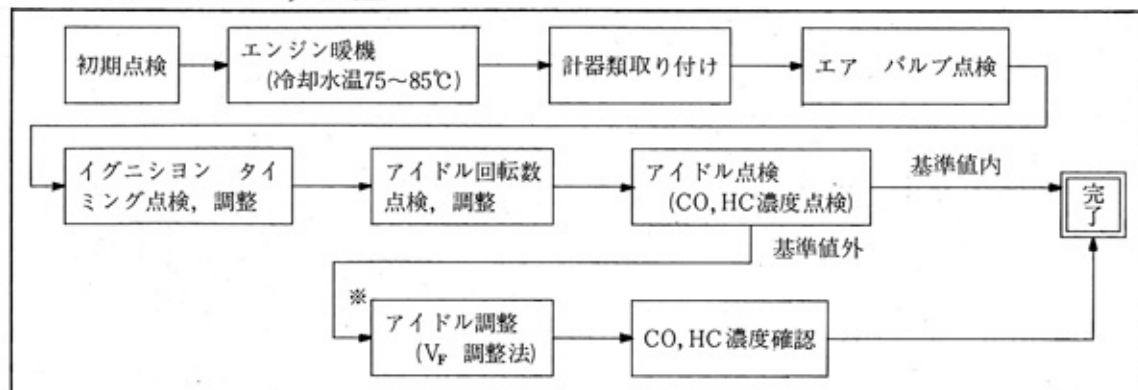 初期点検
エンジン暖機
(冷却水温75～85℃)
計器類取り付け
エア バルブ点検
イグニシヨン タイ
ミング点検, 調整
アイドル回転数
点検, 調整
アイドル点検
(CO, HC濃度点検)
基準値内
完了
基準値外
※
アイドル調整
(VF 調整法)
CO, HC濃度確認